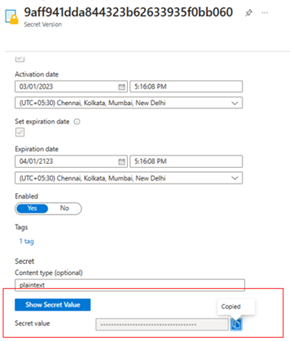 9aff941dda844323b62633935f0bb060
Secret Version
Activation date
03/01/2023 5:16:08 PM
(UTC+05:30) Chennai, Kolkata, Mumbai, New Delhi
Set expiration date
Expiration date
04/01/2123 5:16:08 PM
(UTC+05:30) Chennai, Kolkata, Mumbai, New Delhi
Enabled
Yes No
Tags
1 tag
Secret
Content type (optional)
plaintext
Show Secret Value Copied
Secret value